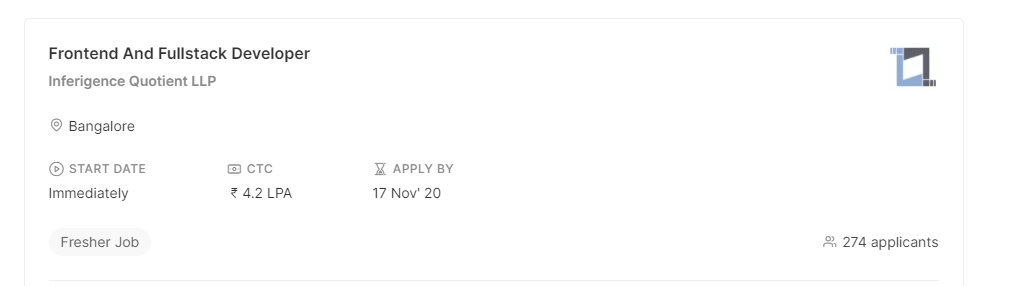 Frontend And Fullstack Developer
Inferigence Quotient LLP
Bangalore
START DATE
Immediately
CTC
₹ 4.2 LPA
APPLY BY
17 Nov' 20
Fresher Job
274 applicants